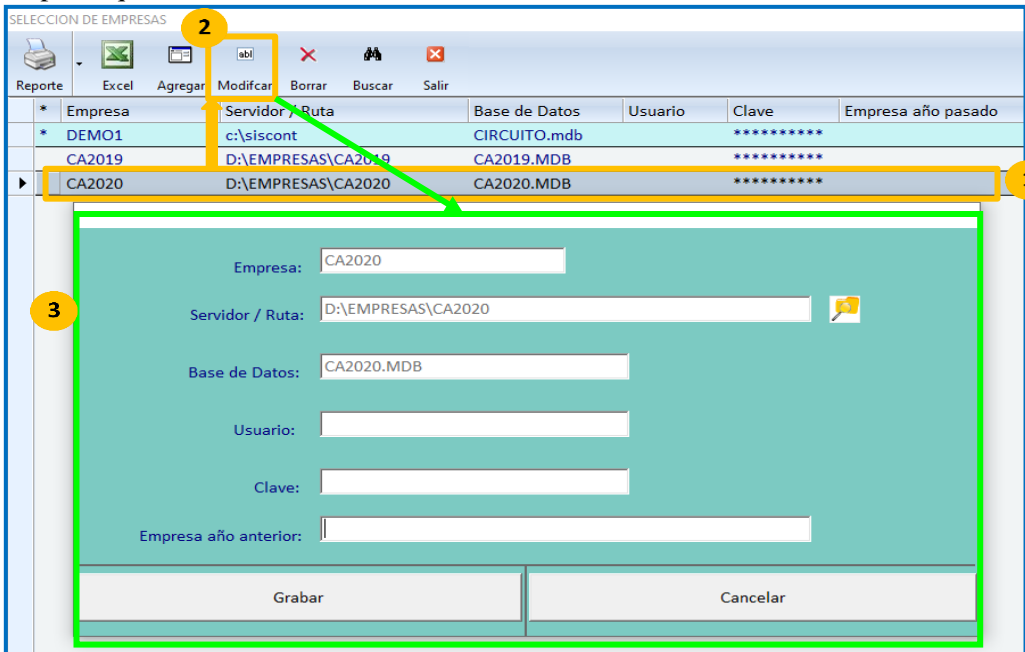 SELECCION DE EMPRESAS
2
abl
Reporte Excel Agregar Modifcar Borrar Buscar Salir
* Empresa Servidor / Ruta Base de Datos Usuario Clave Empresa año pasado
* DEMO1 c:\siscont CIRCUITO.mdb **********
CA2019 D:\EMPRESAS\CA2019 CA2019.MDB **********
CA2020 D:\EMPRESAS\CA2020 CA2020.MDB **********
Empresa: CA2020
3
Servidor / Ruta: D:\EMPRESAS\CA2020
Base de Datos: CA2020.MDB
Usuario:
Clave:
Empresa año anterior:
Grabar Cancelar